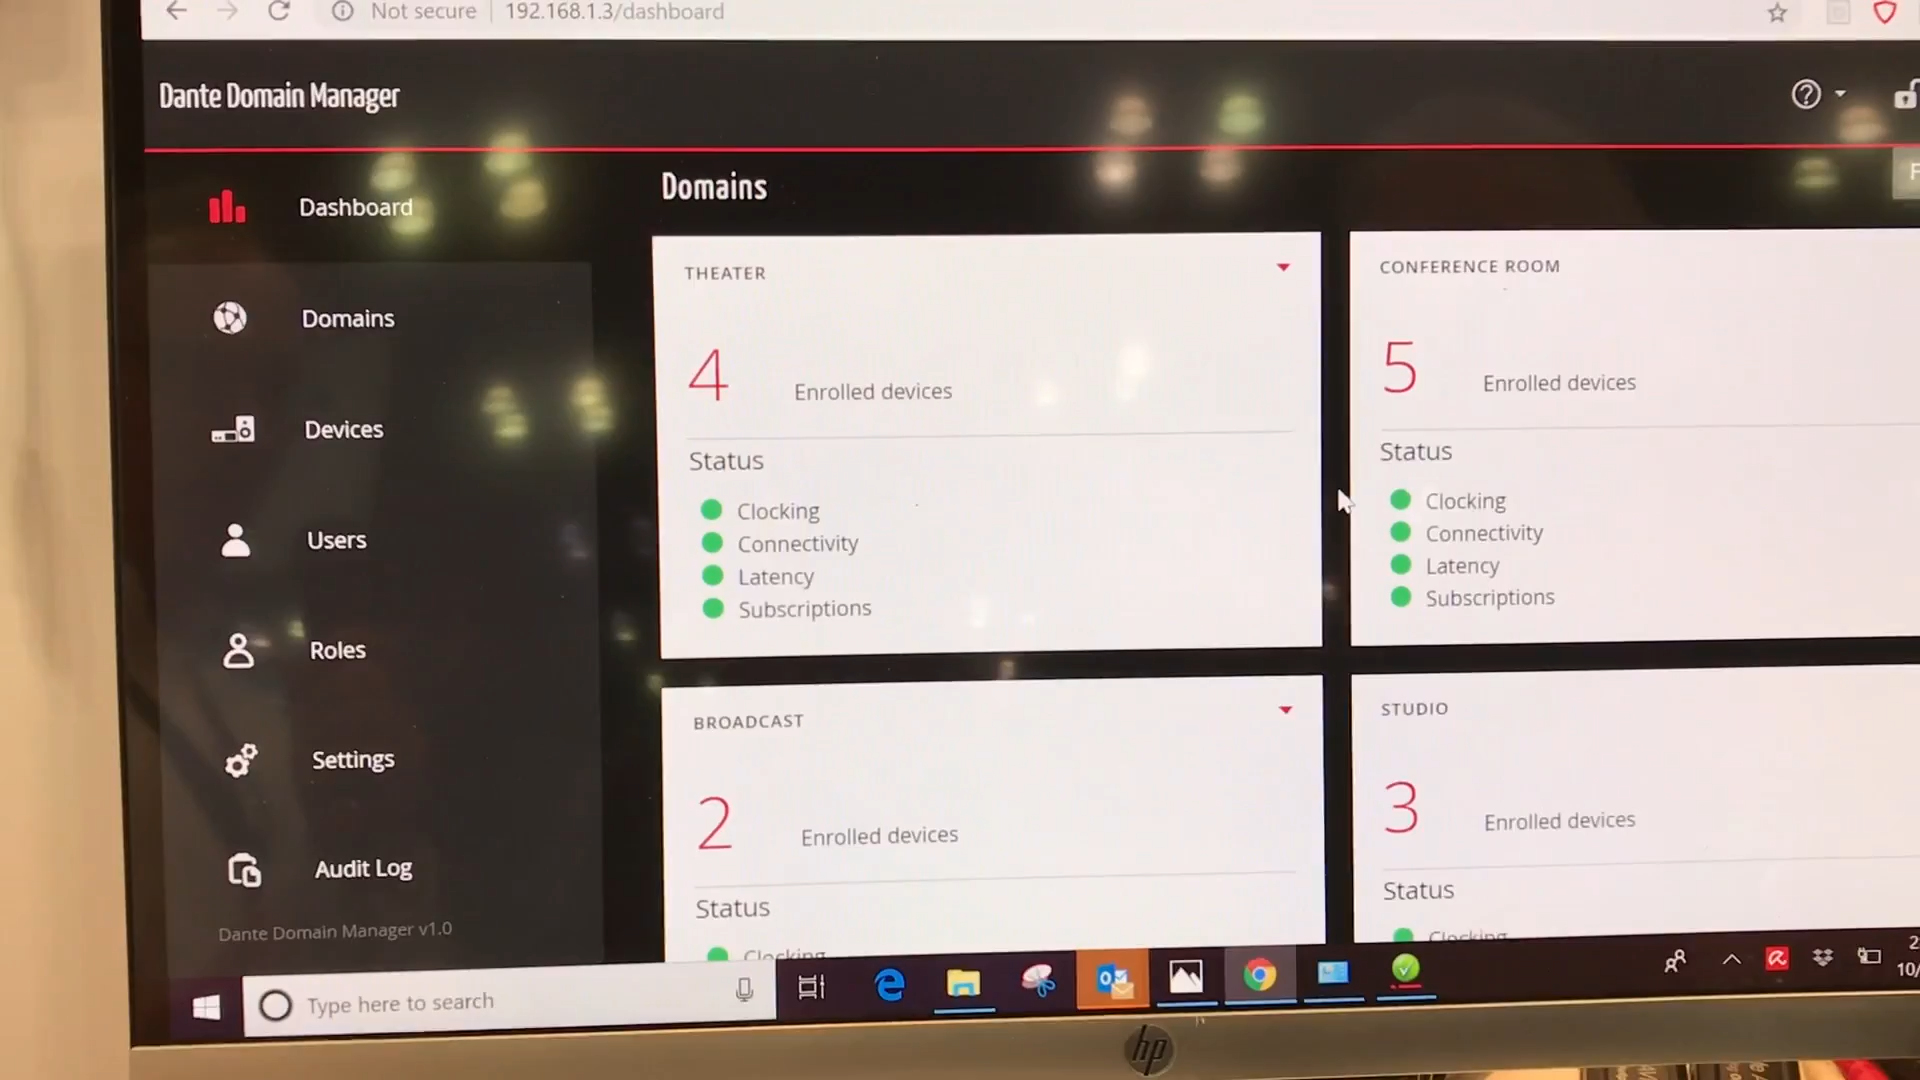 Not secure 192.168.1.3/dashboard
Dante Domain Manager
Dashboard
Domains
Devices
Users
Roles
Settings
Audit Log
Dante Domain Manager v1.0
Domains
THEATER
4 Enrolled devices
Status
Clocking
Connectivity
Latency
Subscriptions
CONFERENCE ROOM
5 Enrolled devices
Status
Clocking
Connectivity
Latency
Subscriptions
BROADCAST
2 Enrolled devices
Status
Clocking
STUDIO
3 Enrolled devices
Status
Clocking
Type here to search
hp